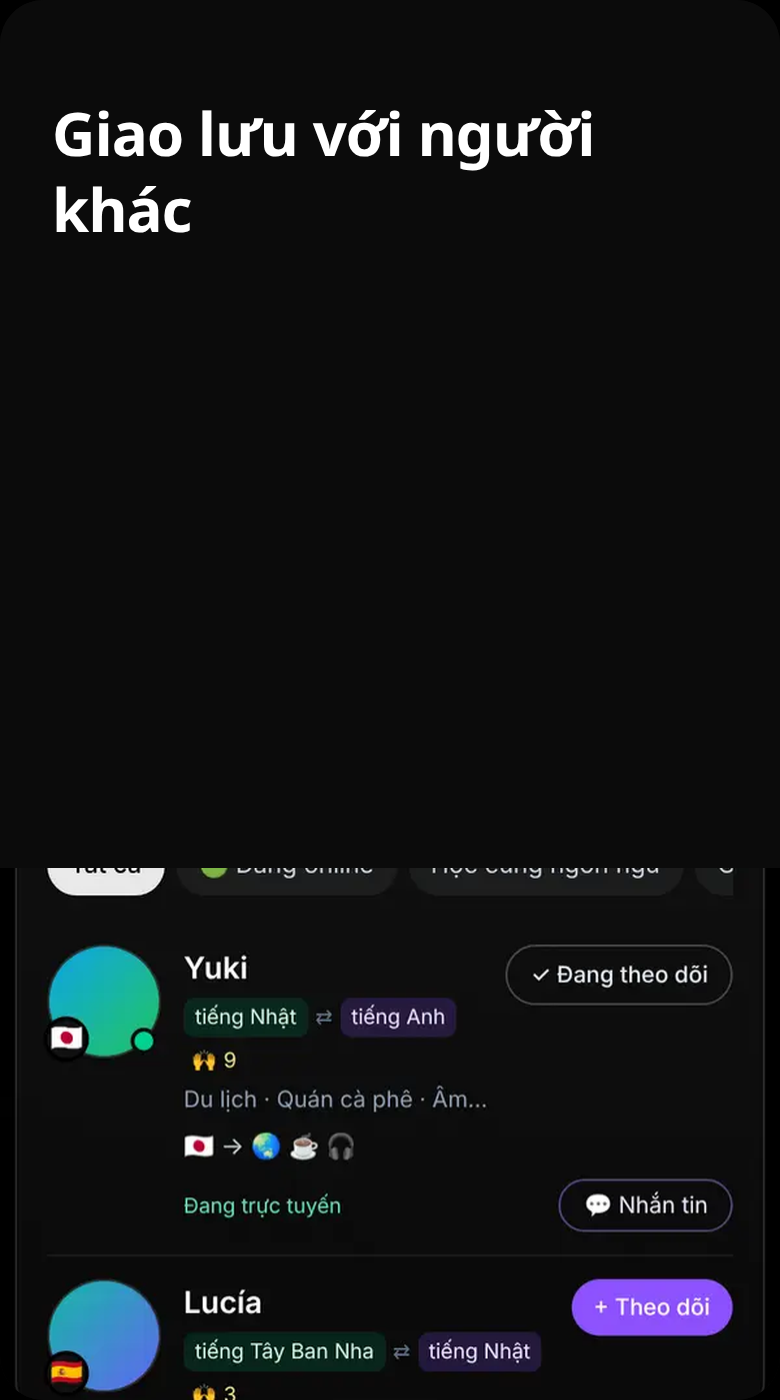 Giao lưu với người
khác
Yuki
✓ Đang theo dõi
tiếng Nhật ⇄ tiếng Anh
🙌 9
Du lịch · Quán cà phê · Âm...
🇯🇵 → 🌏 ☕ 🎧
Đang trực tuyến
💬 Nhắn tin
Lucía
+ Theo dõi
tiếng Tây Ban Nha ⇄ tiếng Nhật
🙌 3